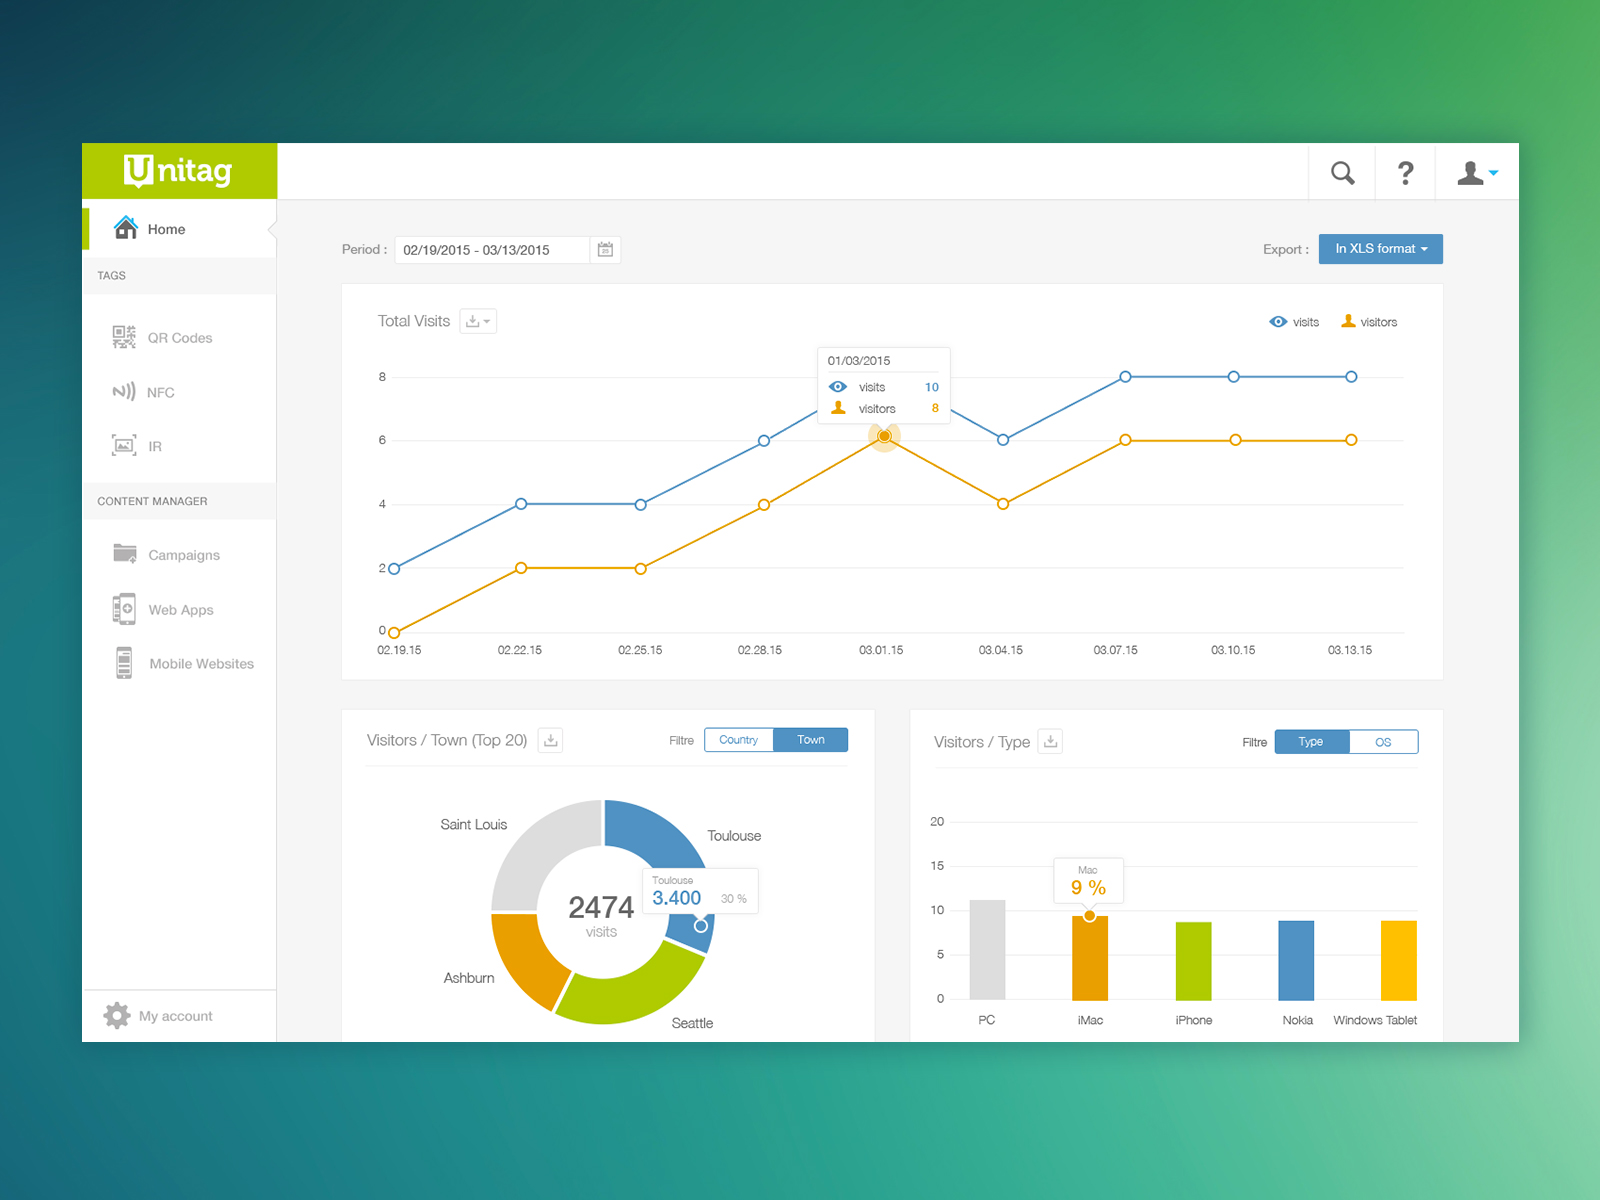 Unitag
Home
TAGS
QR Codes
NFC
IR
CONTENT MANAGER
Campaigns
Web Apps
Mobile Websites
My account
?
Period : 02/19/2015 - 03/13/2015 25
Export : In XLS format
Total Visits
visits visitors
01/03/2015
visits 10
visitors 8
8
6
4
2
0
02.19.15 02.22.15 02.25.15 02.28.15 03.01.15 03.04.15 03.07.15 03.10.15 03.13.15
Visitors / Town (Top 20)
Filtre Country Town
Saint Louis
Toulouse
Toulouse
3.400 30 %
2474
visits
Ashburn
Seattle
Visitors / Type
Filtre Type OS
20
15
10
5
0
Mac
9 %
PC iMac iPhone Nokia Windows Tablet